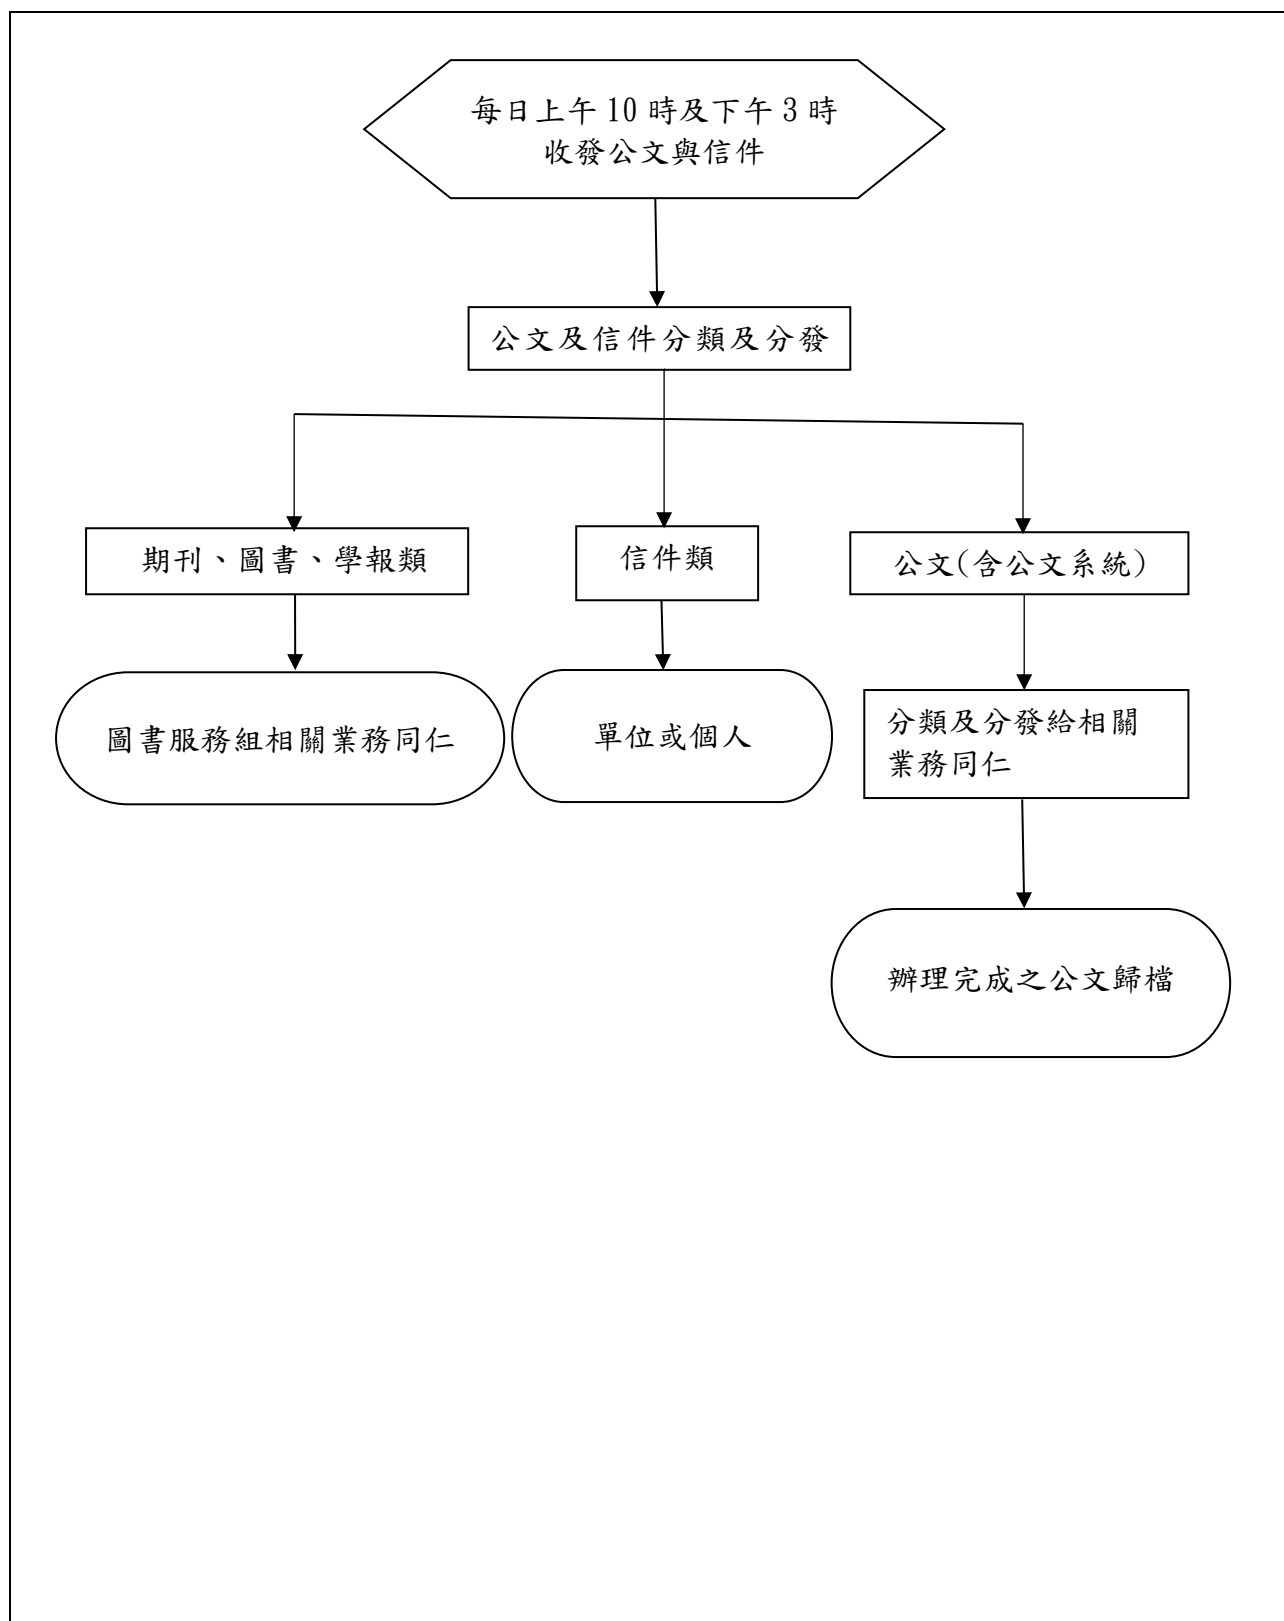 每日上午 10 時及下午 3 時
收發公文與信件
公文及信件分類及分發
期刊、圖書、學報類
信件類
公文(含公文系統)
圖書服務組相關業務同仁
單位或個人
分類及分發給相關
業務同仁
辦理完成之公文歸檔